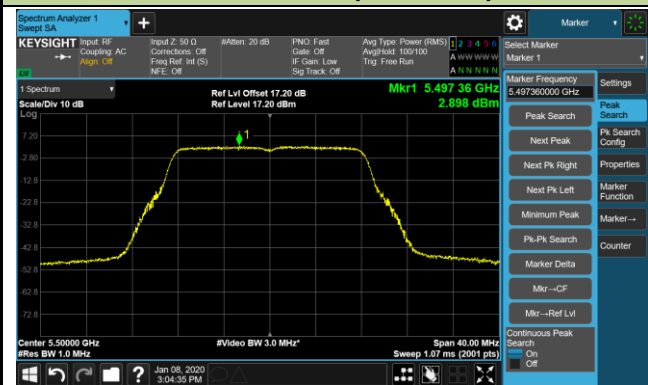 Spectrum Analyzer 1
Swept SA
+
Marker
KEYSIGHT
Input: RF
Coupling: AC
Align: Off
Input Z: 50 Ω
Corrections: Off
Freq Ref: Int (S)
NFE: Off
#Atten: 20 dB
PNO: Fast
Gate: Off
IF Gain: Low
Sig Track: Off
Avg Type: Power (RMS)
Avg|Hold: 100/100
Trig: Free Run
1 2 3 4 5 6
A W W W W W
A N N N N N
Select Marker
Marker 1
1 Spectrum
Scale/Div 10 dB
Log
Ref Lvl Offset 17.20 dB
Ref Level 17.20 dBm
Mkr1 5.497 36 GHz
2.898 dBm
1
7.20
-2.80
-12.8
-22.8
-32.8
-42.8
-52.8
-62.8
-72.8
Center 5.50000 GHz
#Res BW 1.0 MHz
#Video BW 3.0 MHz*
Span 40.00 MHz
Sweep 1.07 ms (2001 pts)
Marker Frequency
5.497360000 GHz
Peak Search
Next Peak
Next Pk Right
Next Pk Left
Minimum Peak
Pk-Pk Search
Marker Delta
Mkr→CF
Mkr→Ref Lvl
Continuous Peak
Search
On
Off
Settings
Peak
Search
Pk Search
Config
Properties
Marker
Function
Marker→
Counter
?
Jan 08, 2020
3:04:35 PM